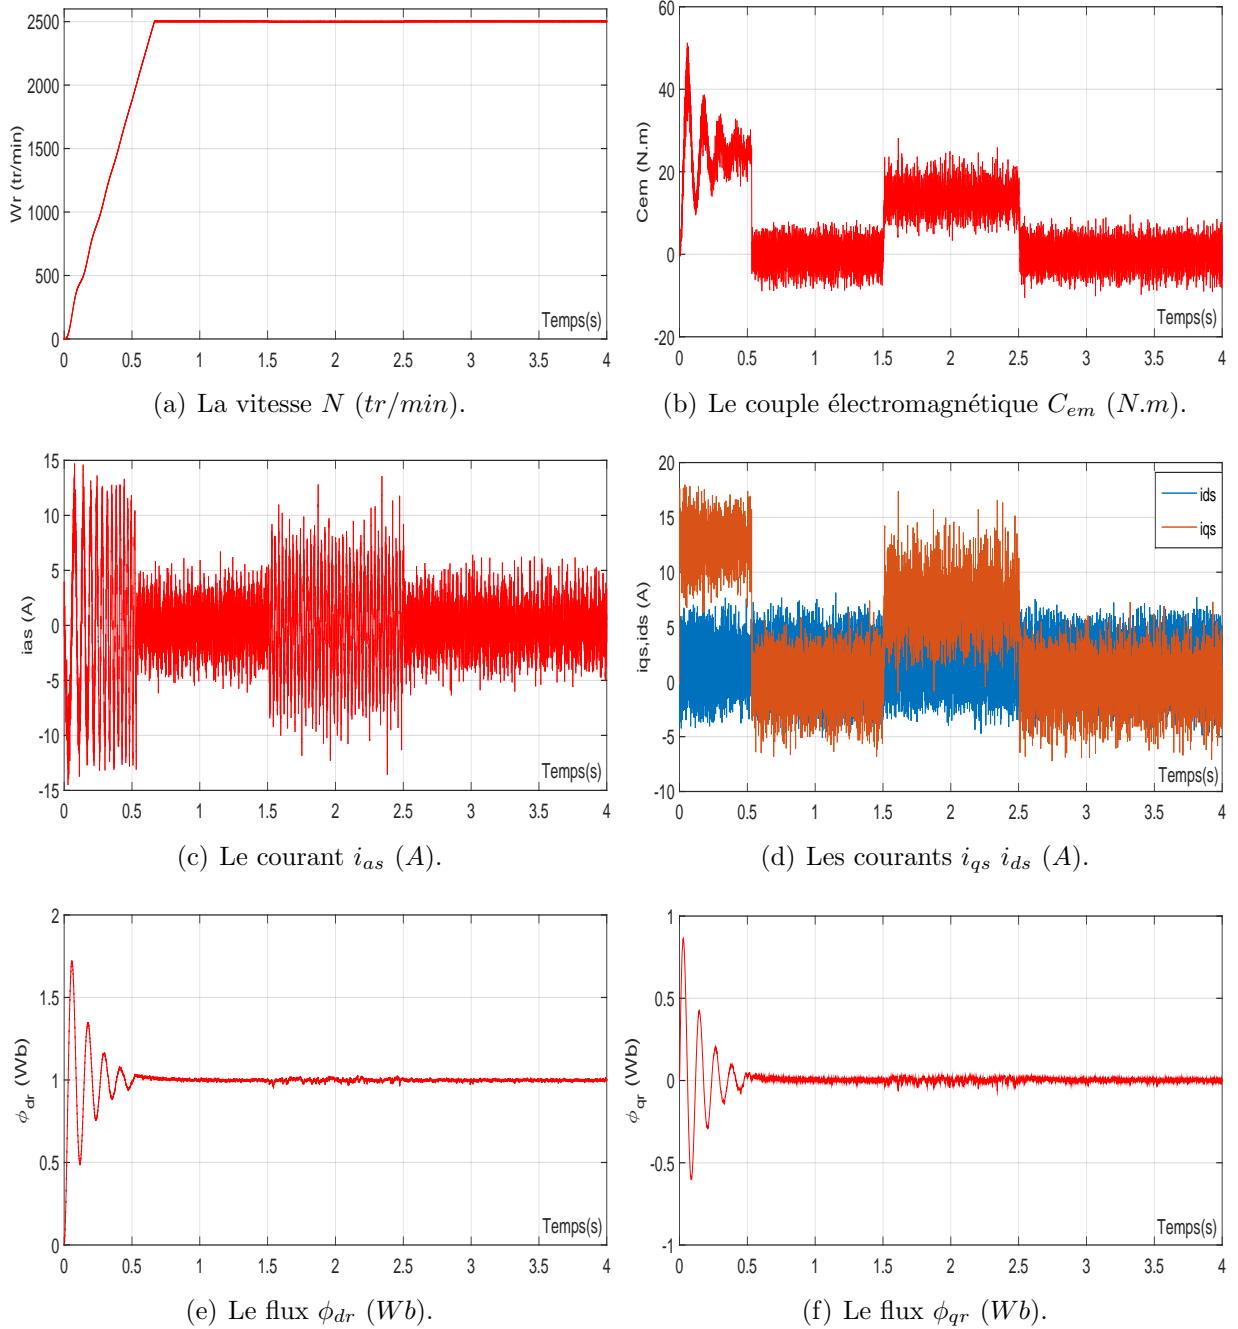 2500
2000
1500
1000
500
0
Wr (tr/min)
Temps(s)
0 0.5 1 1.5 2 2.5 3 3.5 4
(a) La vitesse N (tr/min).
60
40
20
0
-20
Cem (N.m)
Temps(s)
0 0.5 1 1.5 2 2.5 3 3.5 4
(b) Le couple électromagnétique Cem (N.m).
15
10
5
0
-5
-10
-15
ias (A)
Temps(s)
0 0.5 1 1.5 2 2.5 3 3.5 4
(c) Le courant ias (A).
20
15
10
5
0
-5
-10
iqs,ids (A)
ids
iqs
Temps(s)
0 0.5 1 1.5 2 2.5 3 3.5 4
(d) Les courants iqs ids (A).
2
1.5
1
0.5
0
ϕ dr (Wb)
Temps(s)
0 0.5 1 1.5 2 2.5 3 3.5 4
(e) Le flux ϕdr (Wb).
1
0.5
0
-0.5
-1
ϕ qr (Wb)
Temps(s)
0 0.5 1 1.5 2 2.5 3 3.5 4
(f) Le flux ϕqr (Wb).